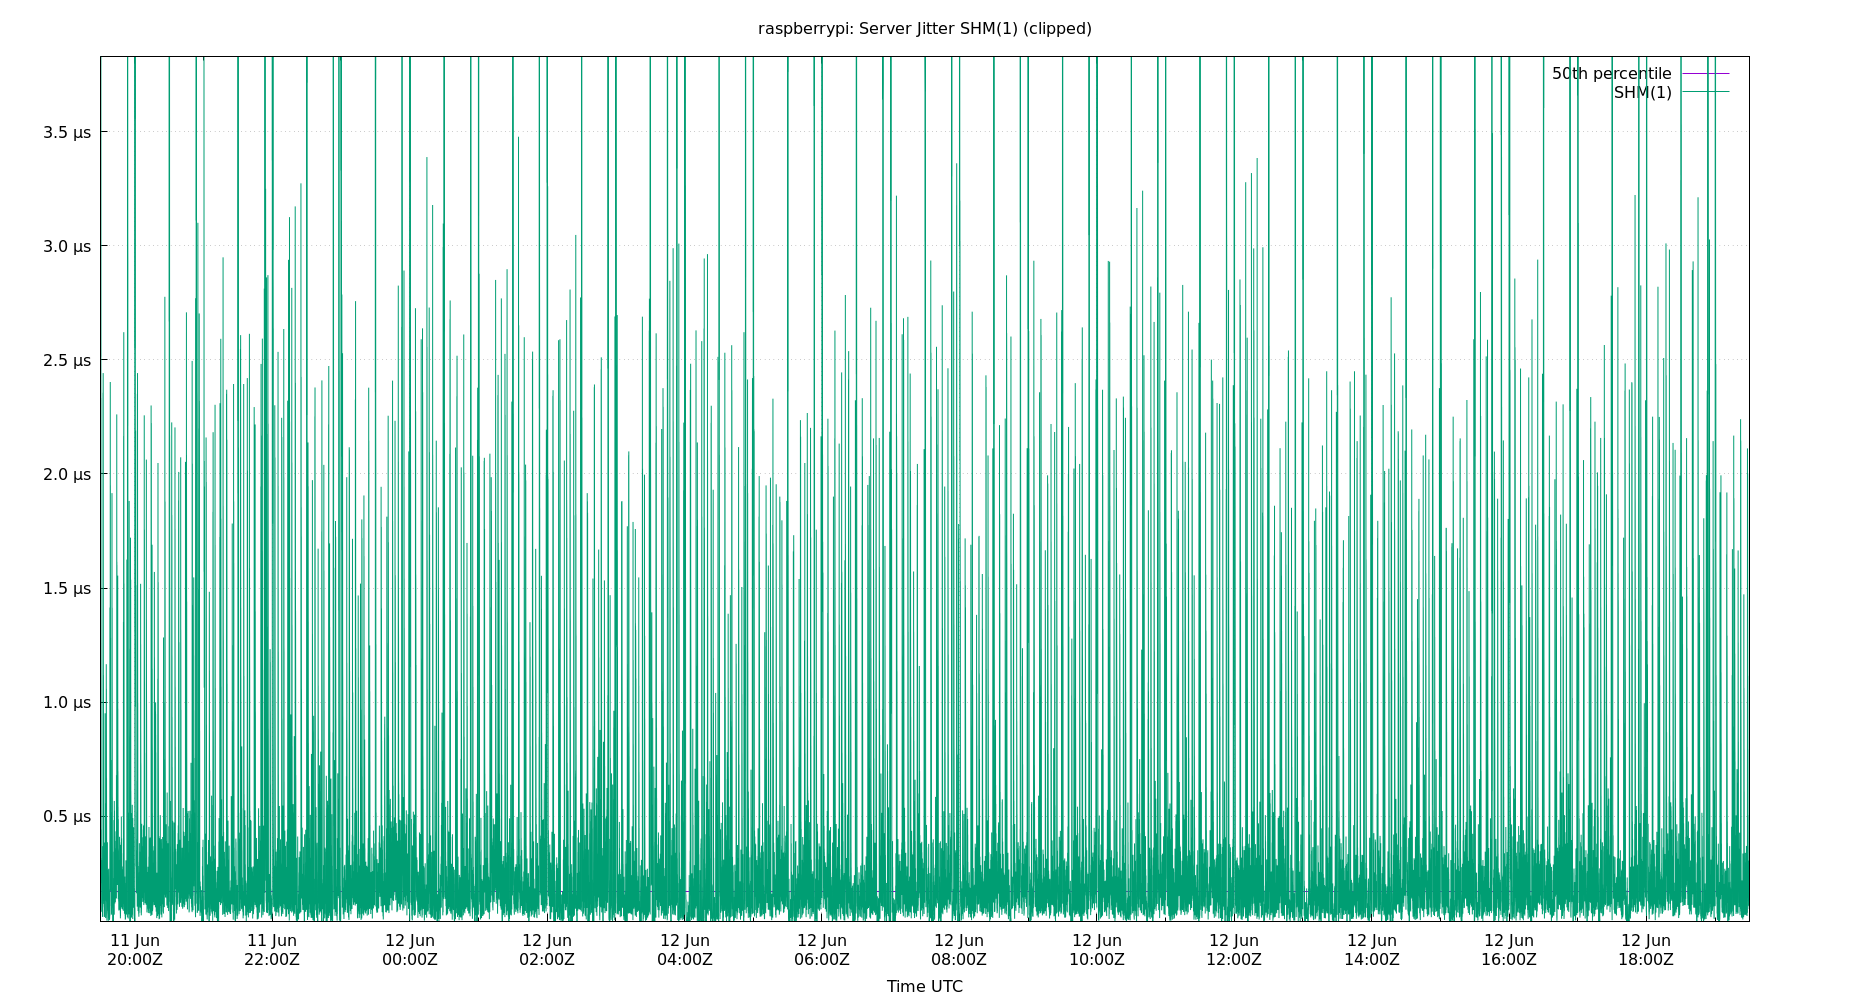 raspberrypi: Server Jitter SHM(1) (clipped)
50th percentile
SHM(1)
3.5 µs
3.0 µs
2.5 µs
2.0 µs
1.5 µs
1.0 µs
0.5 µs
11 Jun 11 Jun 12 Jun 12 Jun 12 Jun 12 Jun 12 Jun 12 Jun 12 Jun 12 Jun 12 Jun 12 Jun
20:00Z 22:00Z 00:00Z 02:00Z 04:00Z 06:00Z 08:00Z 10:00Z 12:00Z 14:00Z 16:00Z 18:00Z
Time UTC